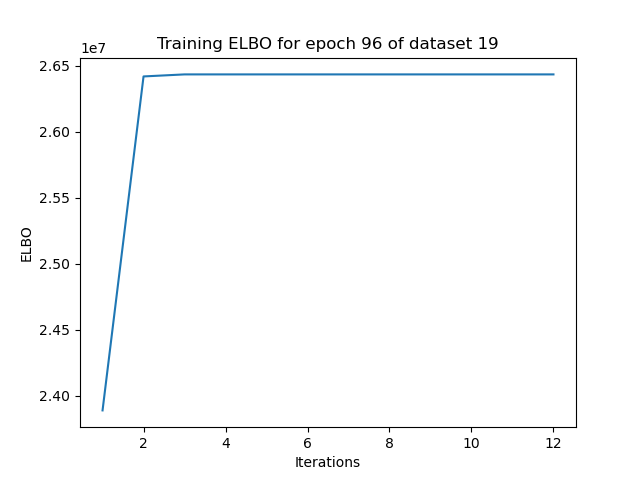 Training ELBO for epoch 96 of dataset 19
1e7
2.65
2.60
2.55
2.50
2.45
2.40
ELBO
2 4 6 8 10 12
Iterations